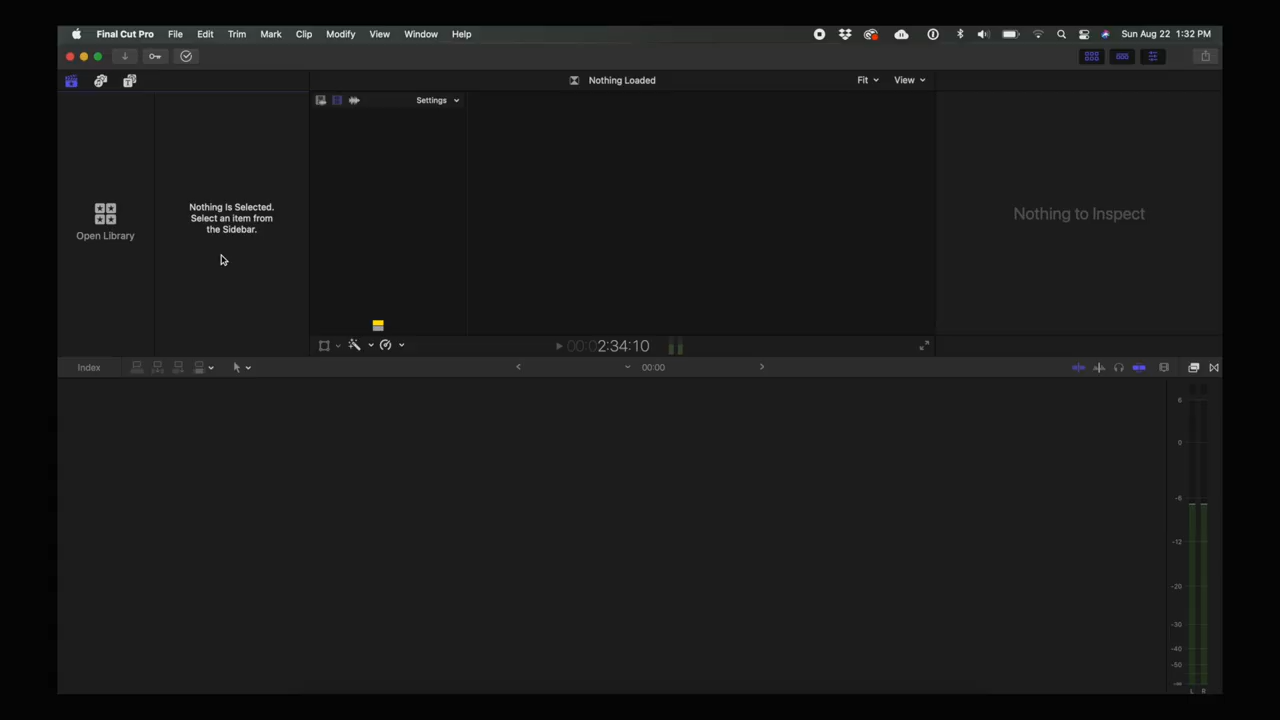 Final Cut Pro File Edit Trim Mark Clip Modify View Window Help Sun Aug 22 1:32 PM
Nothing Loaded Fit View
Settings
Nothing Is Selected.
Select an item from
the Sidebar.
Open Library
Nothing to Inspect
00:02:34:10
Index 00:00
6
0
-6
-12
-20
-30
-40
-50
-∞
L R